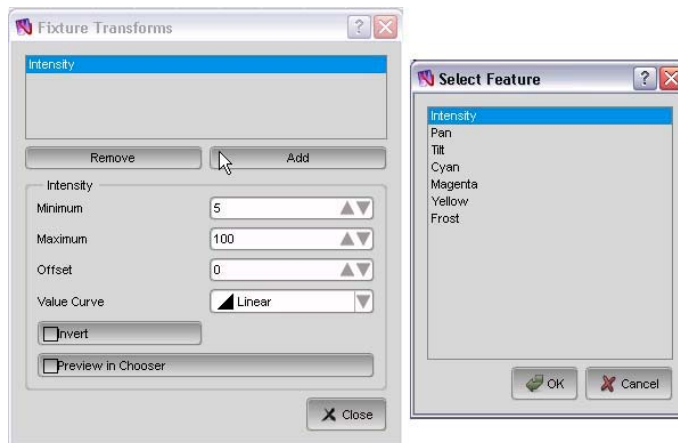 Fixture Transforms
Intensity
Remove
Add
Intensity
Minimum
5
Maximum
100
Offset
0
Value Curve
Linear
Invert
Preview in Chooser
Close
Select Feature
Intensity
Pan
Tilt
Cyan
Magenta
Yellow
Frost
OK
Cancel